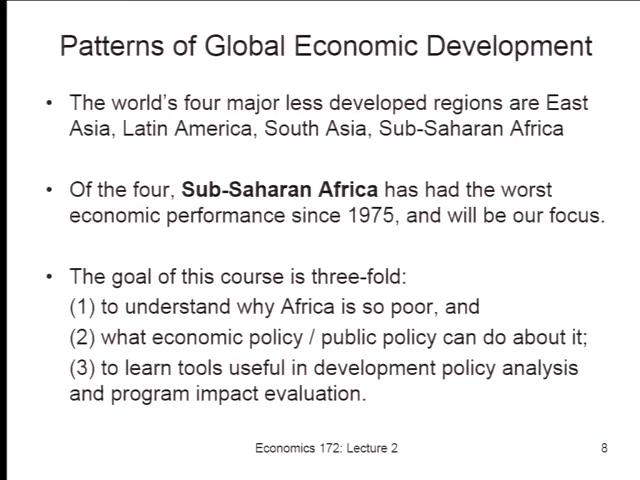 Patterns of Global Economic Development
• The world's four major less developed regions are East
Asia, Latin America, South Asia, Sub-Saharan Africa
• Of the four, Sub-Saharan Africa has had the worst
economic performance since 1975, and will be our focus.
• The goal of this course is three-fold:
(1) to understand why Africa is so poor, and
(2) what economic policy / public policy can do about it;
(3) to learn tools useful in development policy analysis
and program impact evaluation.
Economics 172: Lecture 2
8